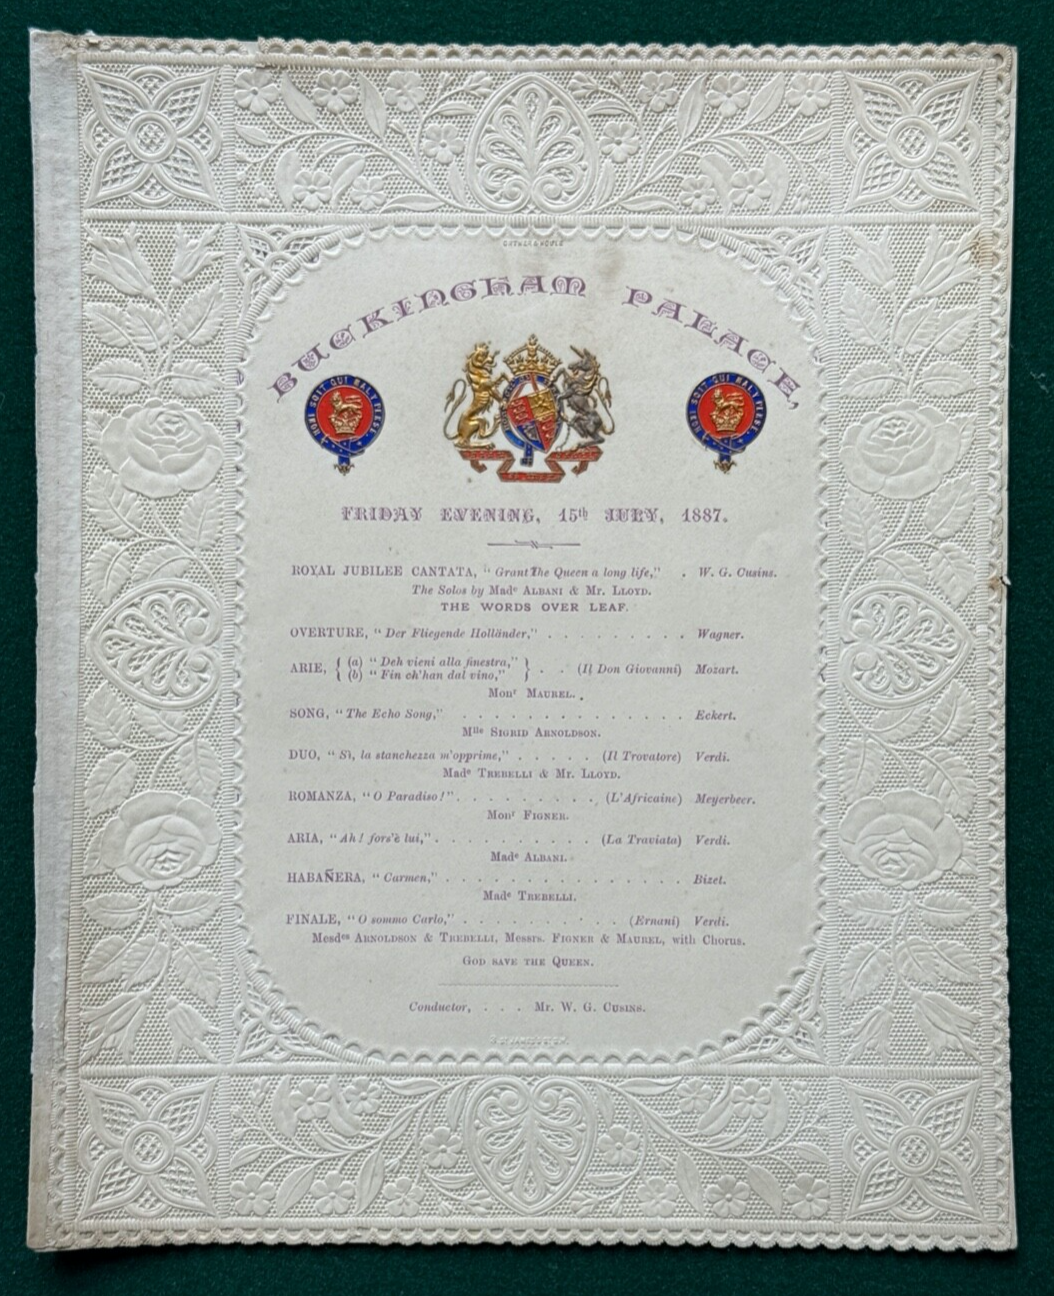 BUCKINGHAM PALACE,
HONI SOIT QUI MAL Y PENSE
HONI SOIT QUI MAL Y PENSE
FRIDAY EVENING, 15th JULY, 1887.
ROYAL JUBILEE CANTATA, "Grant the Queen a long life," . W. G. Cusins.
The Solos by Made ALBANI & Mr. LLOYD.
THE WORDS OVER LEAF.
OVERTURE, "Der Fliegende Holländer," . . . . . . . . . Wagner.
ARIE, { (a) "Deh vieni alla finestra," } . . (Il Don Giovanni) Mozart.
{ (b) "Fin ch'han dal vino," }
Monr MAUREL.
SONG, "The Echo Song," . . . . . . . . . . . . . . Eckert.
Mlle SIGRID ARNOLDSON.
DUO, "Sì, la stanchezza m'opprime," . . . . . (Il Trovatore) Verdi.
Made TREBELLI & Mr. LLOYD.
ROMANZA, "O Paradiso!" . . . . . . . . . (L'Africaine) Meyerbeer.
Monr FIGNER.
ARIA, "Ah! fors'è lui," . . . . . . . . . . (La Traviata) Verdi.
Made ALBANI.
HABAÑERA, "Carmen," . . . . . . . . . . . . . . . Bizet.
Made TREBELLI.
FINALE, "O sommo Carlo," . . . . . . . . . . (Ernani) Verdi.
Mesdes ARNOLDSON & TREBELLI, Messrs. FIGNER & MAUREL, with Chorus.
GOD SAVE THE QUEEN.
Conductor, . . . Mr. W. G. CUSINS.